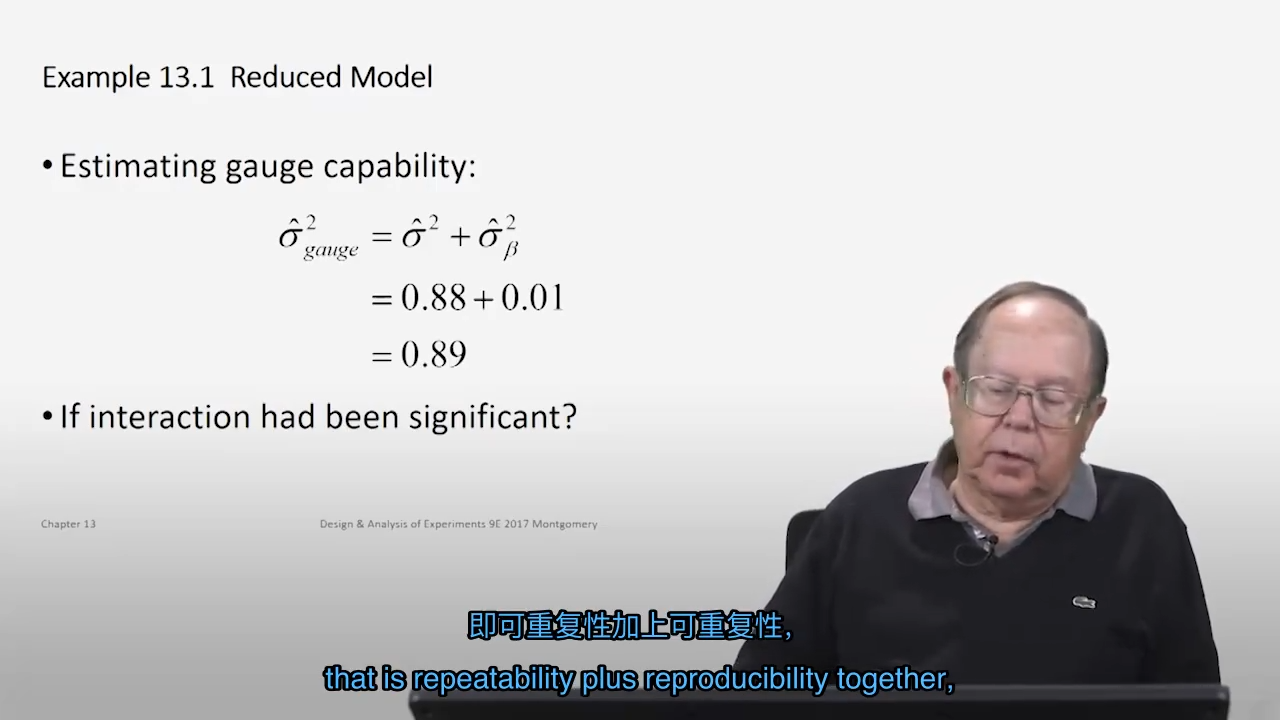 Example 13.1 Reduced Model
• Estimating gauge capability:
σ̂²gauge = σ̂² + σ̂²β
= 0.88 + 0.01
= 0.89
• If interaction had been significant?
Chapter 13 Design & Analysis of Experiments 9E 2017 Montgomery
即可重复性加上可重复性,
that is repeatability plus reproducibility together,